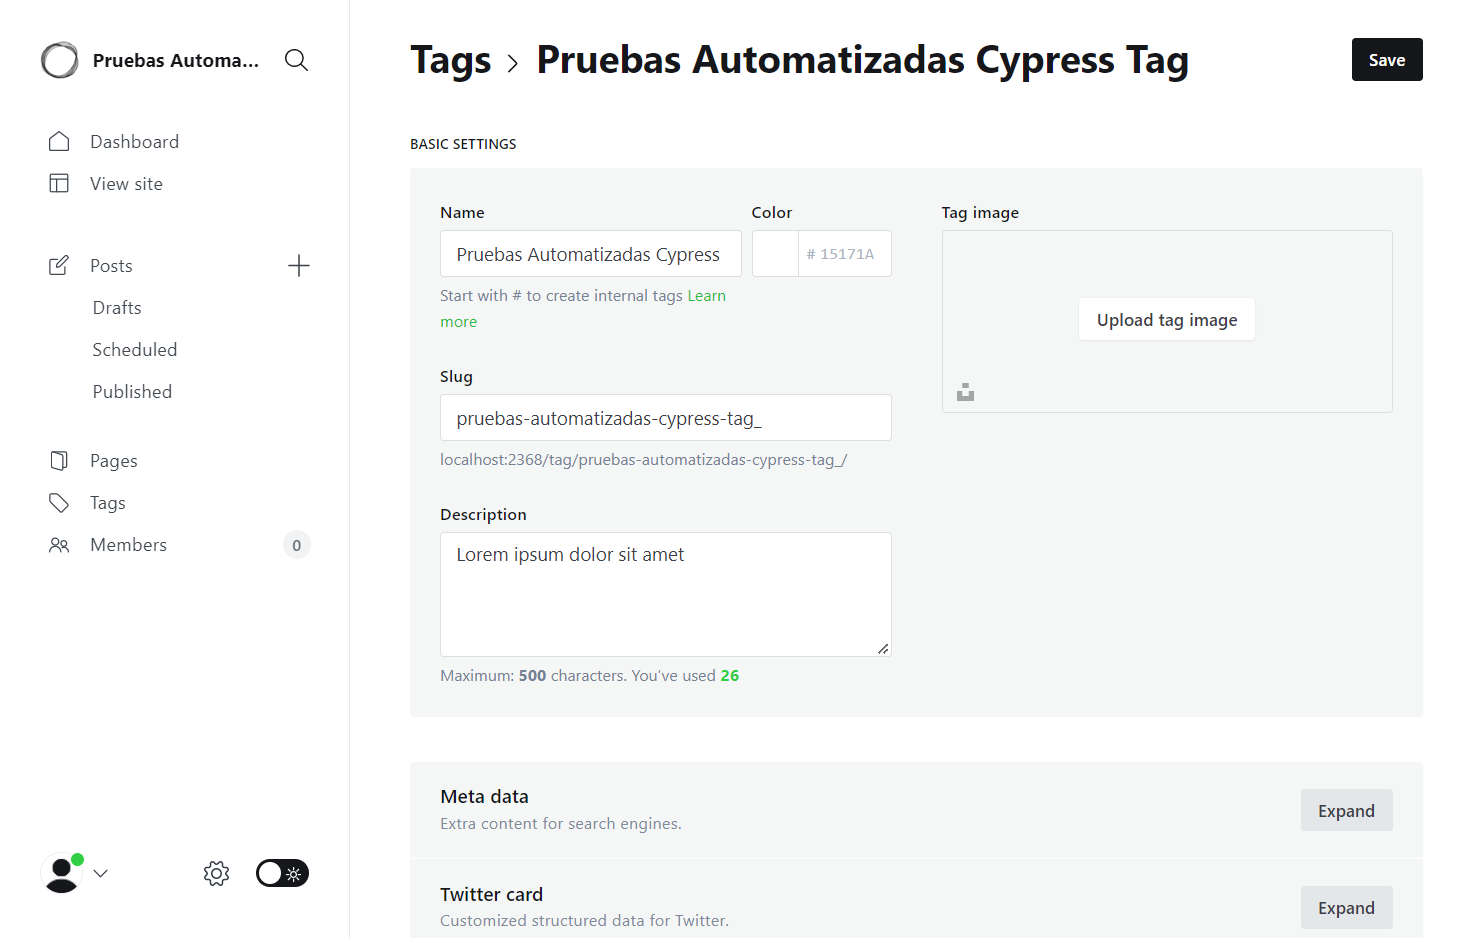 Pruebas Automa...
Dashboard
View site
Posts
Drafts
Scheduled
Published
Pages
Tags
Members
0
Tags
Pruebas Automatizadas Cypress Tag
Save
BASIC SETTINGS
Name
Pruebas Automatizadas Cypress
Start with # to create internal tags Learn
more
Color
# 15171A
Slug
pruebas-automatizadas-cypress-tag_
localhost:2368/tag/pruebas-automatizadas-cypress-tag_/
Description
Lorem ipsum dolor sit amet
Maximum: 500 characters. You've used 26
Tag image
Upload tag image
Meta data
Extra content for search engines.
Expand
Twitter card
Customized structured data for Twitter.
Expand